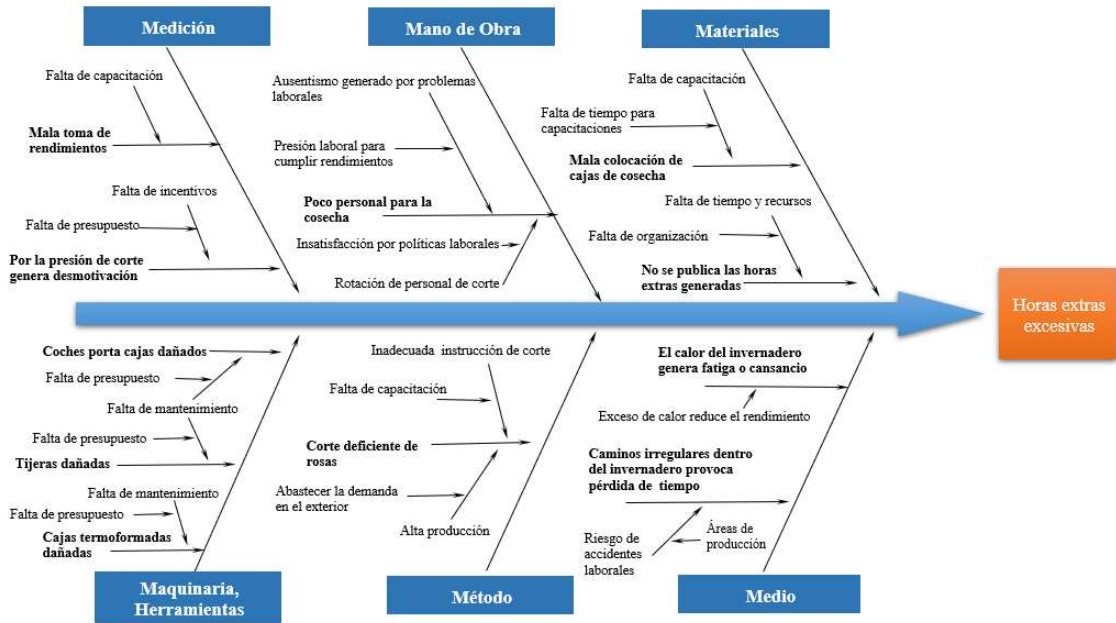 Medición
Mano de Obra
Materiales
Falta de capacitación
Mala toma de
rendimientos
Falta de incentivos
Falta de presupuesto
Por la presión de corte
genera desmotivación
Ausentismo generado por problemas
laborales
Presión laboral para
cumplir rendimientos
Poco personal para la
cosecha
Insatisfacción por políticas laborales
Rotación de personal de corte
Falta de capacitación
Falta de tiempo para
capacitaciones
Mala colocación de
cajas de cosecha
Falta de tiempo y recursos
Falta de organización
No se publica las horas
extras generadas
Horas extras
excesivas
Coches porta cajas dañados
Falta de presupuesto
Falta de mantenimiento
Falta de presupuesto
Tijeras dañadas
Falta de mantenimiento
Falta de presupuesto
Cajas termoformadas
dañadas
Inadecuada instrucción de corte
Falta de capacitación
Corte deficiente de
rosas
Abastecer la demanda
en el exterior
Alta producción
El calor del invernadero
genera fatiga o cansancio
Exceso de calor reduce el rendimiento
Caminos irregulares dentro
del invernadero provoca
pérdida de tiempo
Riesgo de
accidentes
laborales
Áreas de
producción
Maquinaria,
Herramientas
Método
Medio